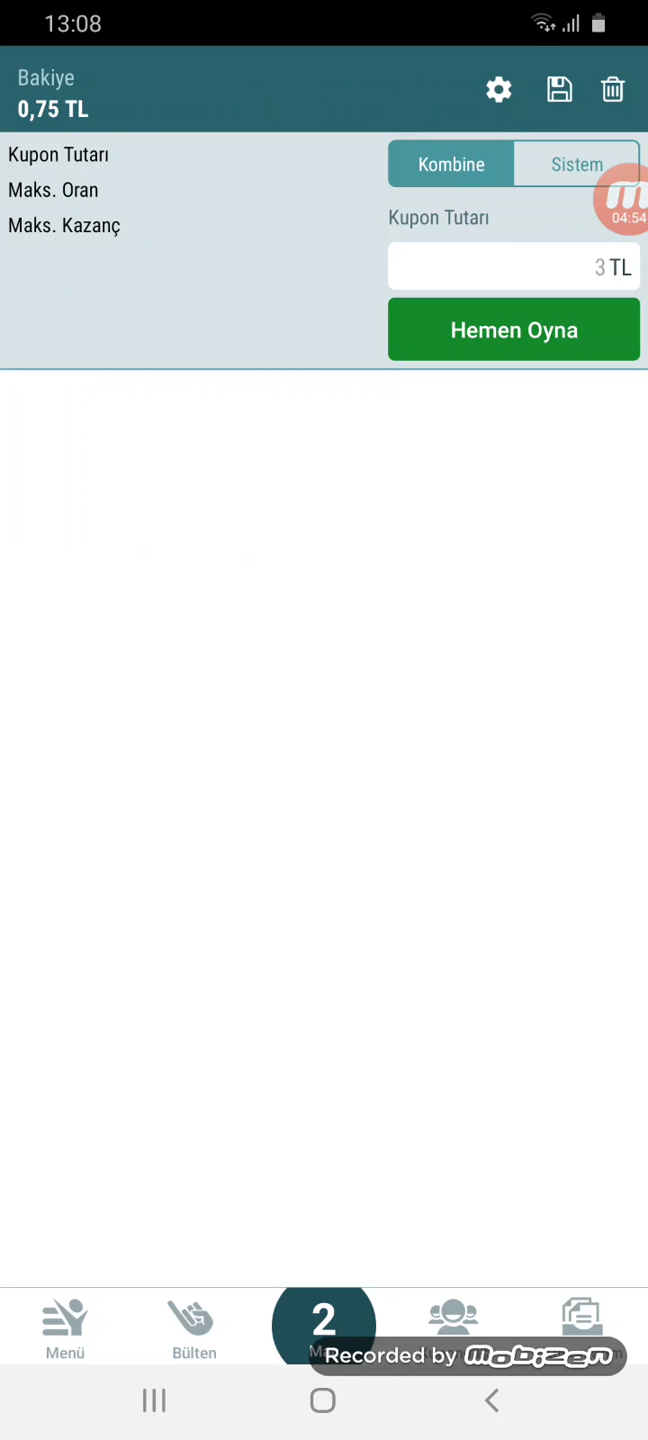 13:08
Bakiye
0,75 TL
Kupon Tutarı
Maks. Oran
Maks. Kazanç
Kombine
Sistem
04:54
Kupon Tutarı
3 TL
Hemen Oyna
2
Menü
Bülten
Recorded by mobizen